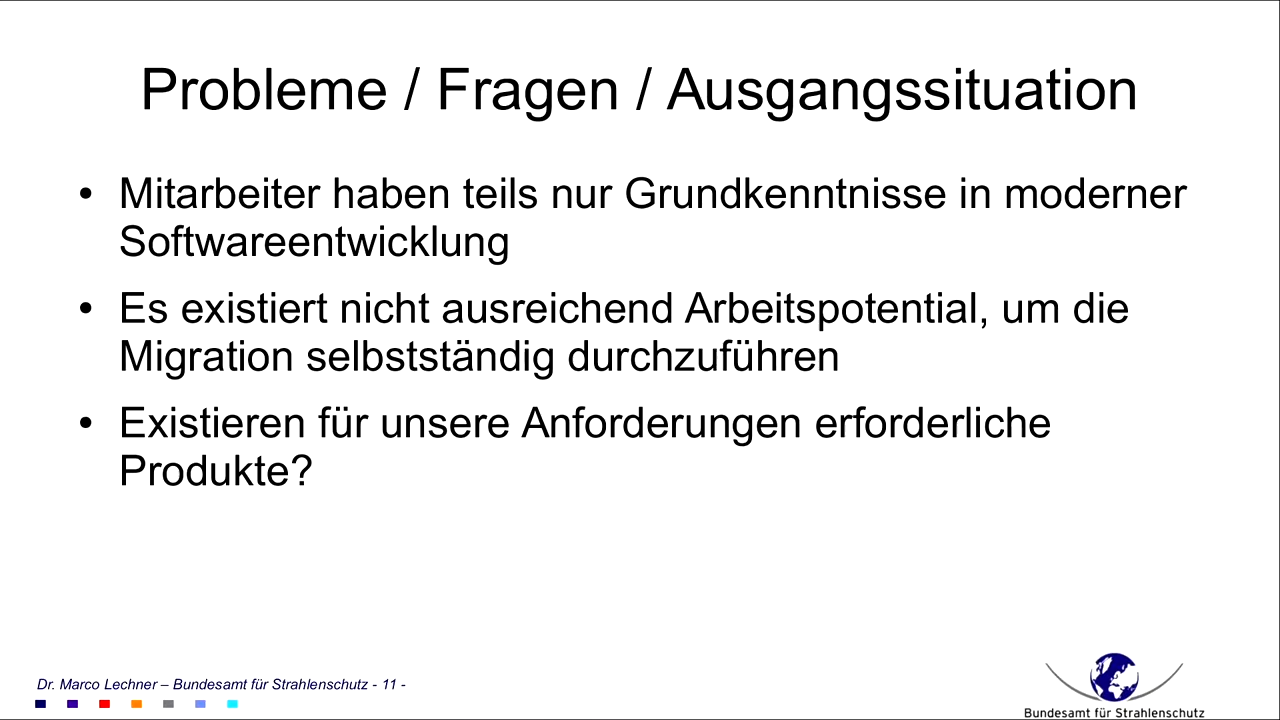 Probleme / Fragen / Ausgangssituation
• Mitarbeiter haben teils nur Grundkenntnisse in moderner
Softwareentwicklung
• Es existiert nicht ausreichend Arbeitspotential, um die
Migration selbstständig durchzuführen
• Existieren für unsere Anforderungen erforderliche
Produkte?
Dr. Marco Lechner – Bundesamt für Strahlenschutz - 11 -
Bundesamt für Strahlenschutz